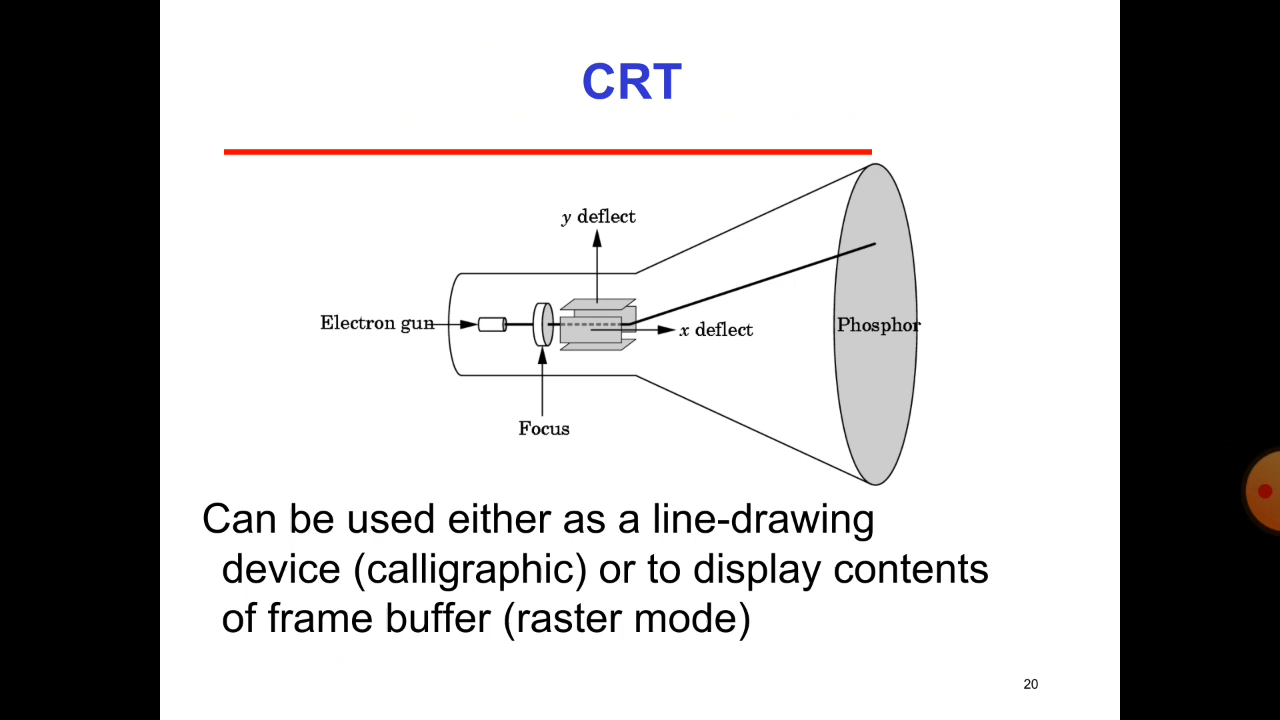 CRT
y deflect
Electron gun
x deflect
Phosphor
Focus
Can be used either as a line-drawing
device (calligraphic) or to display contents
of frame buffer (raster mode)
20